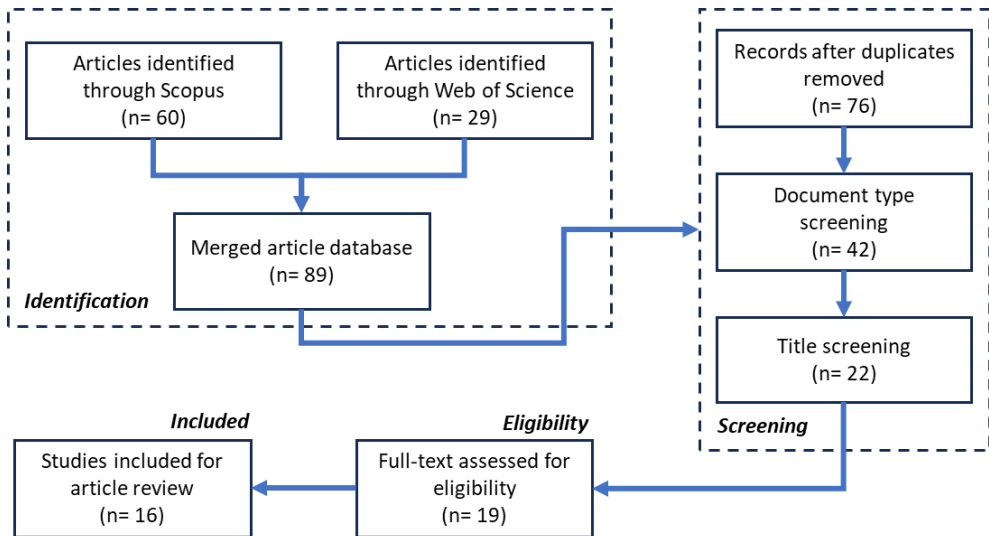 Articles identified
through Scopus
(n= 60)
Articles identified
through Web of Science
(n= 29)
Merged article database
(n= 89)
Identification
Records after duplicates
removed
(n= 76)
Document type
screening
(n= 42)
Title screening
(n= 22)
Screening
Eligibility
Full-text assessed for
eligibility
(n= 19)
Included
Studies included for
article review
(n= 16)